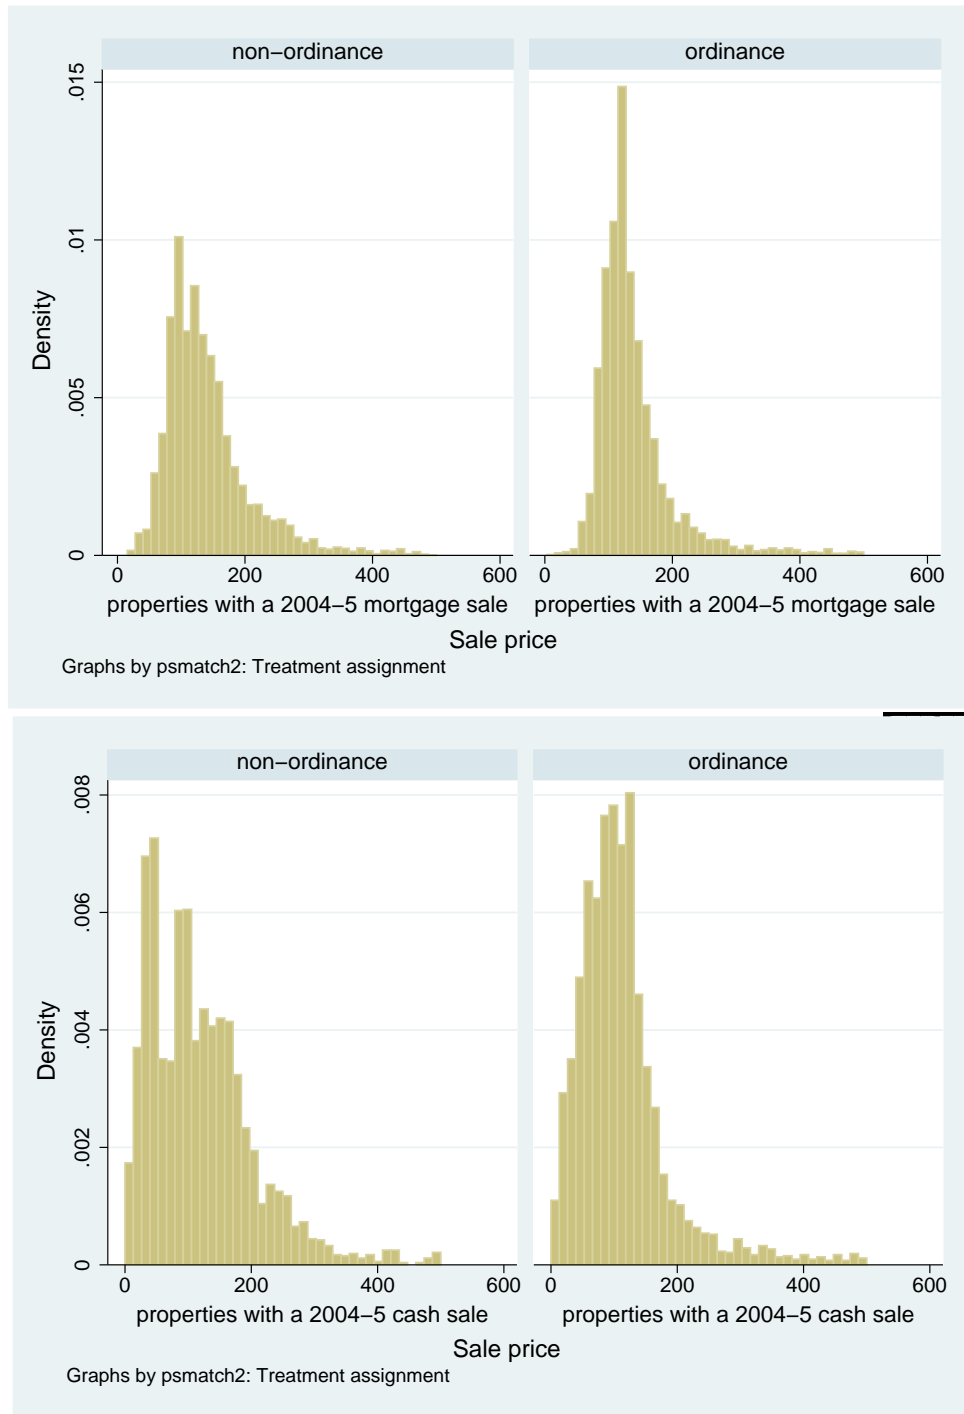 non−ordinance ordinance
.015
.01
.005
0
Density
0 200 400 600 0 200 400 600
properties with a 2004−5 mortgage sale properties with a 2004−5 mortgage sale
Sale price
Graphs by psmatch2: Treatment assignment
non−ordinance ordinance
.008
.006
.004
.002
0
Density
0 200 400 600 0 200 400 600
properties with a 2004−5 cash sale properties with a 2004−5 cash sale
Sale price
Graphs by psmatch2: Treatment assignment